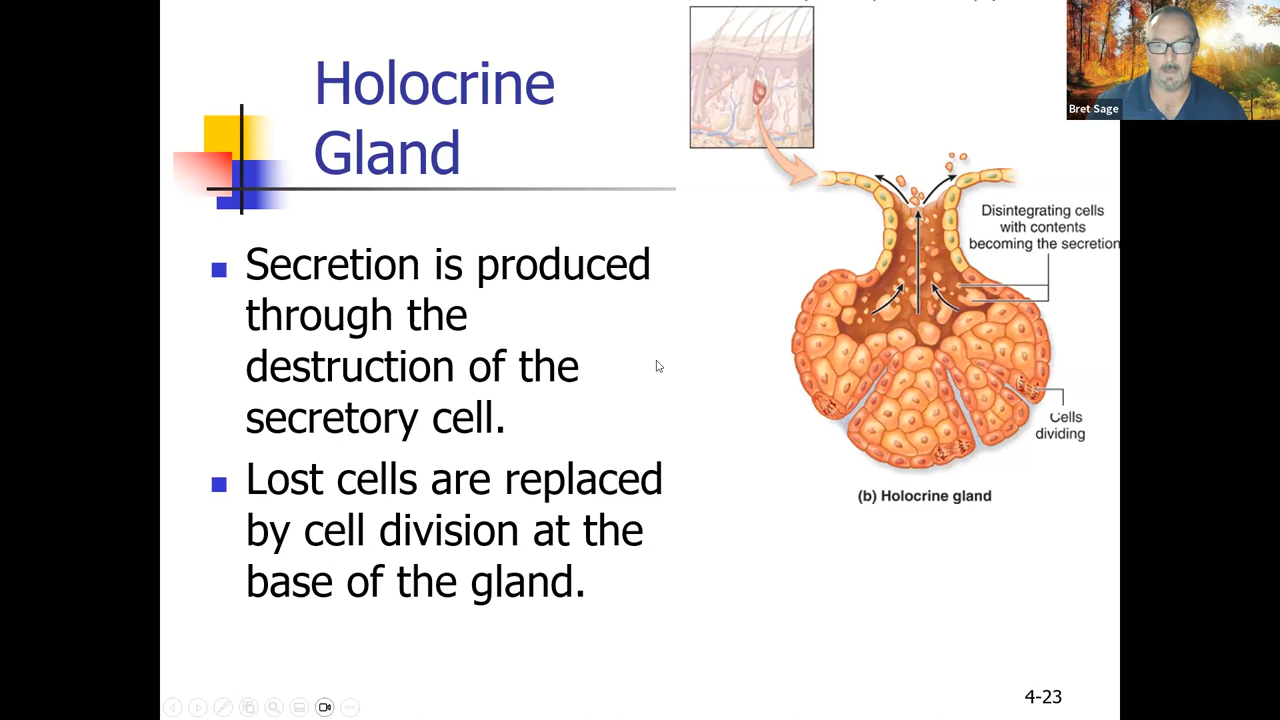 Holocrine
Gland
Secretion is produced
through the
destruction of the
secretory cell.
Lost cells are replaced
by cell division at the
base of the gland.
Bret Sage
Disintegrating cells
with contents
becoming the secretion
Cells
dividing
(b) Holocrine gland
4-23